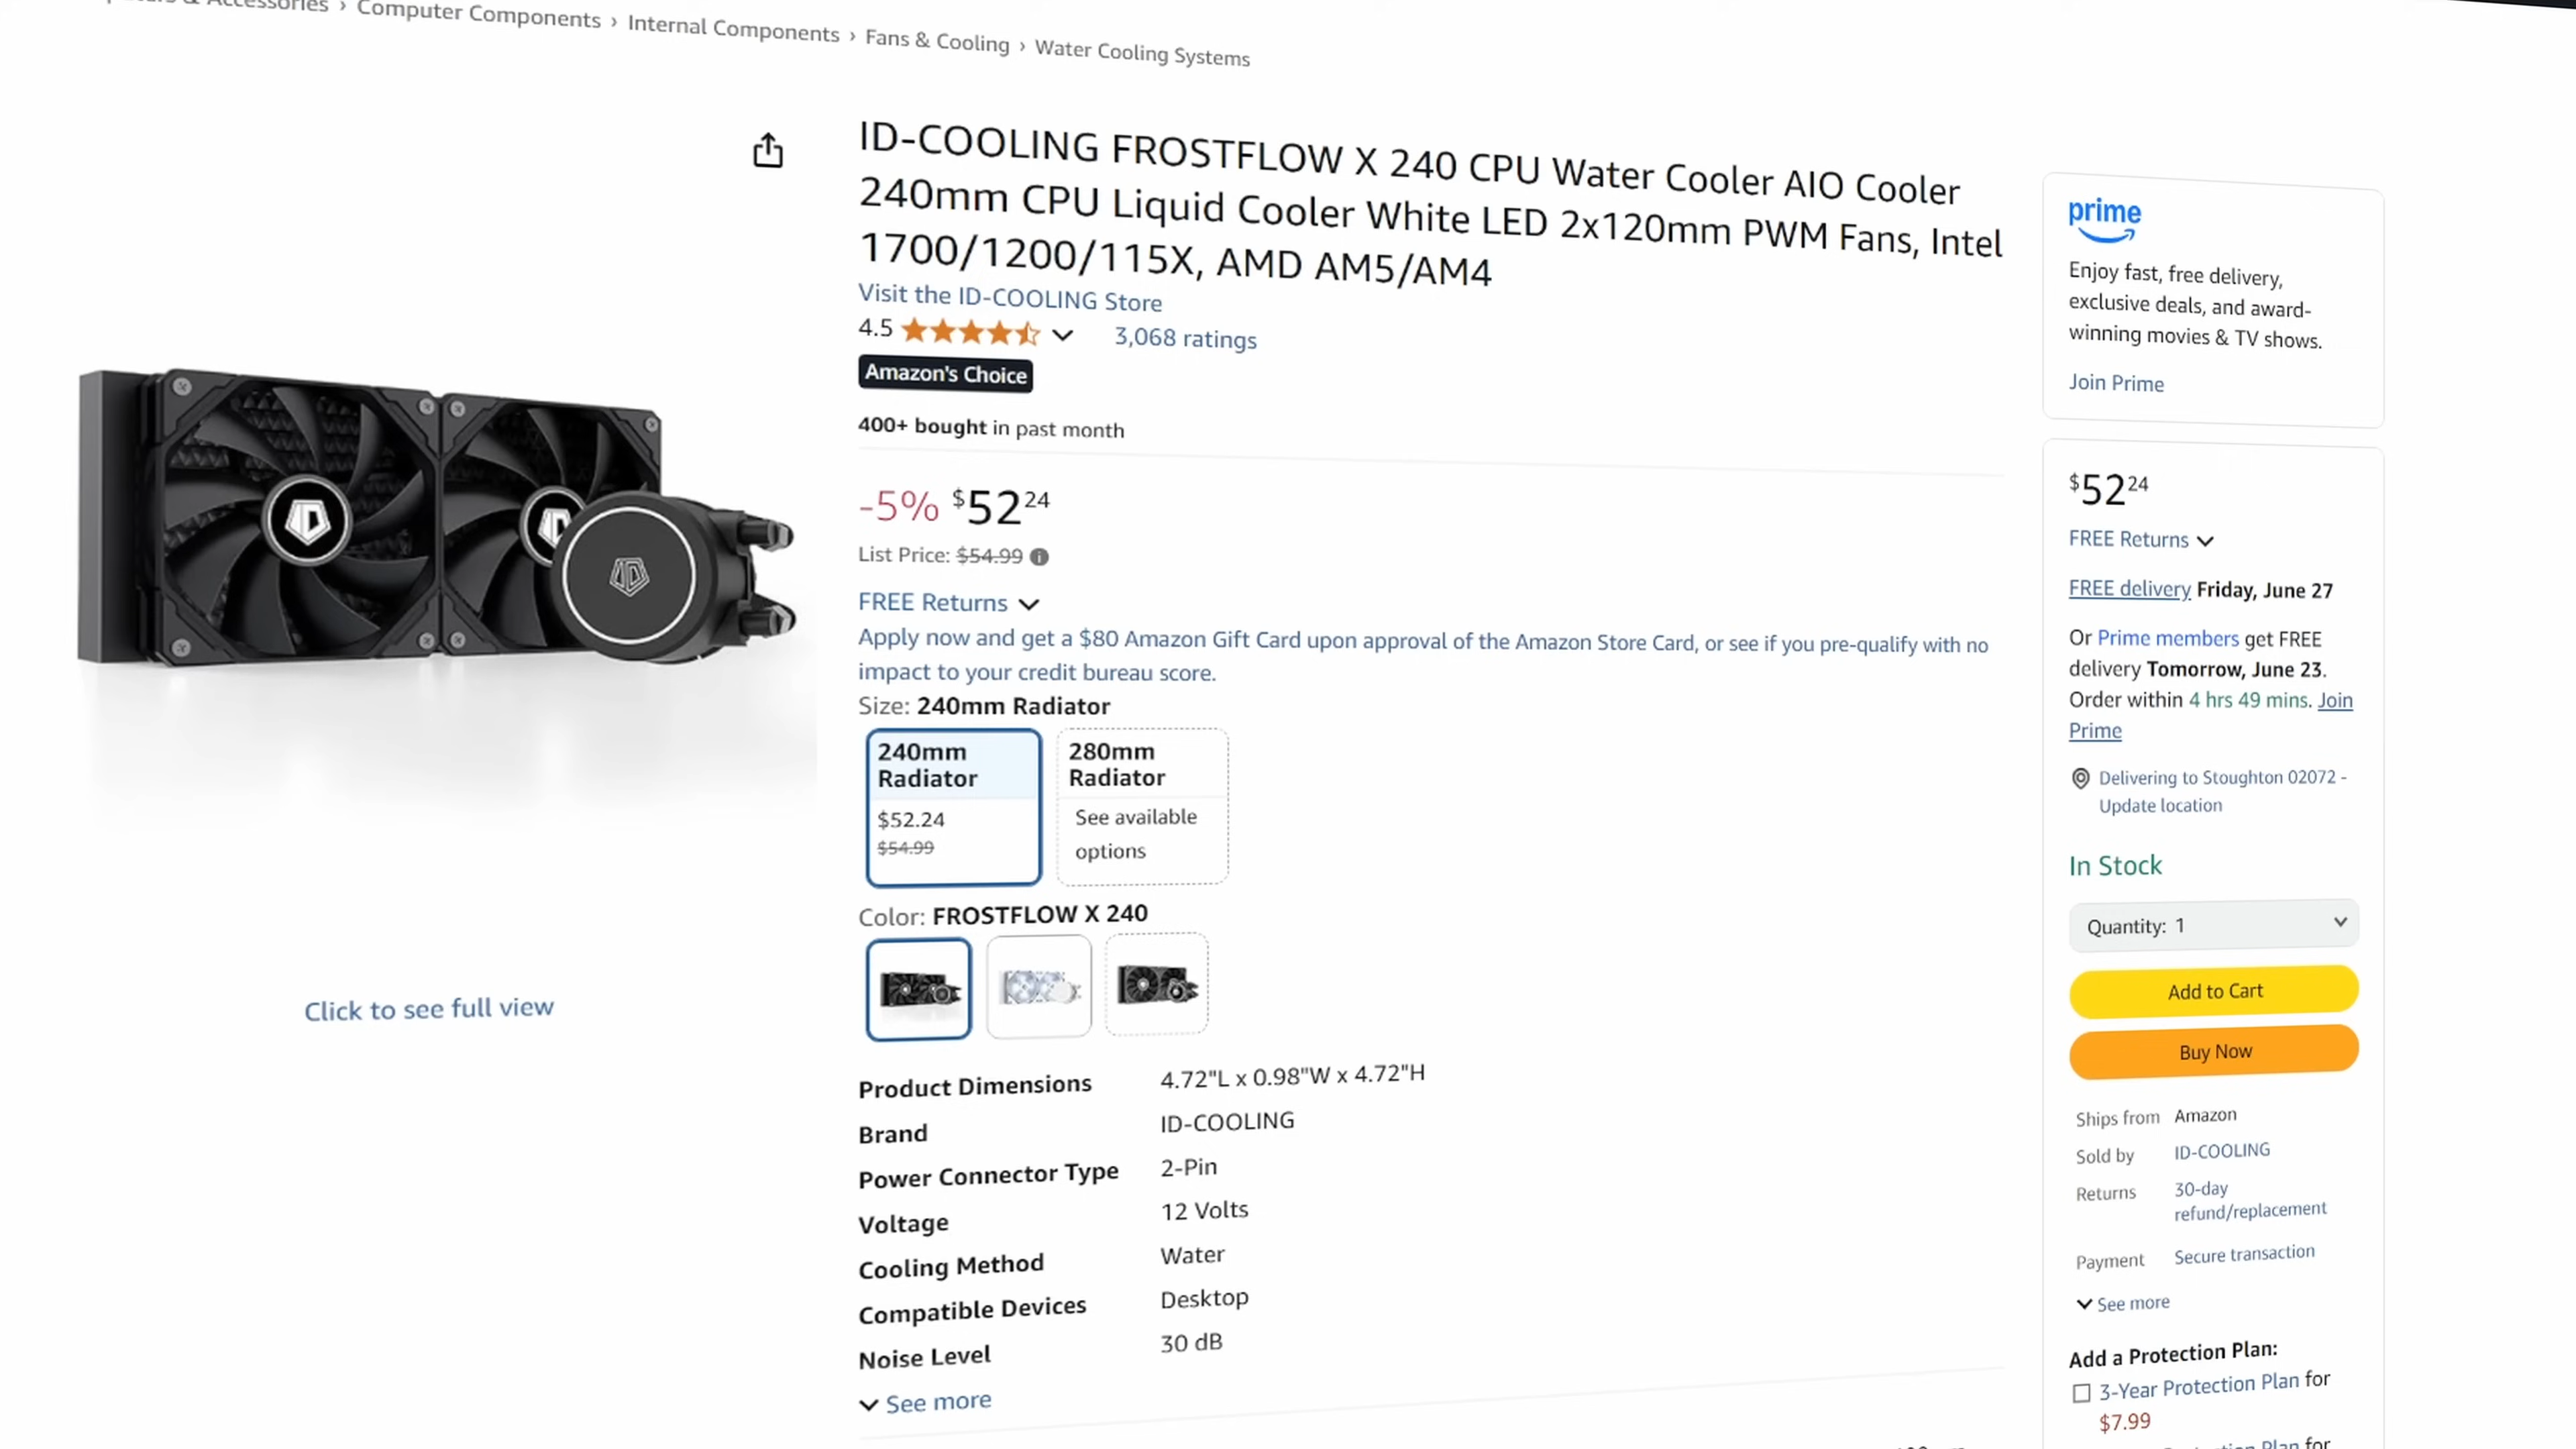 & Accessories › Computer Components › Internal Components › Fans & Cooling › Water Cooling Systems
ID-COOLING FROSTFLOW X 240 CPU Water Cooler AIO Cooler
240mm CPU Liquid Cooler White LED 2x120mm PWM Fans, Intel
1700/1200/115X, AMD AM5/AM4
Visit the ID-COOLING Store
4.5 3,068 ratings
Amazon's Choice
400+ bought in past month
-5% $52 24
List Price: $54.99
FREE Returns
Apply now and get a $80 Amazon Gift Card upon approval of the Amazon Store Card, or see if you pre-qualify with no
impact to your credit bureau score.
Size: 240mm Radiator
240mm
Radiator
$52.24
$54.99
280mm
Radiator
See available
options
Color: FROSTFLOW X 240
Click to see full view
Product Dimensions 4.72"L x 0.98"W x 4.72"H
Brand ID-COOLING
Power Connector Type 2-Pin
Voltage 12 Volts
Cooling Method Water
Compatible Devices Desktop
Noise Level 30 dB
See more
prime
Enjoy fast, free delivery,
exclusive deals, and award-
winning movies & TV shows.
Join Prime
$52 24
FREE Returns
FREE delivery Friday, June 27
Or Prime members get FREE
delivery Tomorrow, June 23.
Order within 4 hrs 49 mins. Join
Prime
Delivering to Stoughton 02072 -
Update location
In Stock
Quantity: 1
Add to Cart
Buy Now
Ships from Amazon
Sold by ID-COOLING
Returns 30-day
refund/replacement
Payment Secure transaction
See more
Add a Protection Plan:
3-Year Protection Plan for
$7.99
Plan for